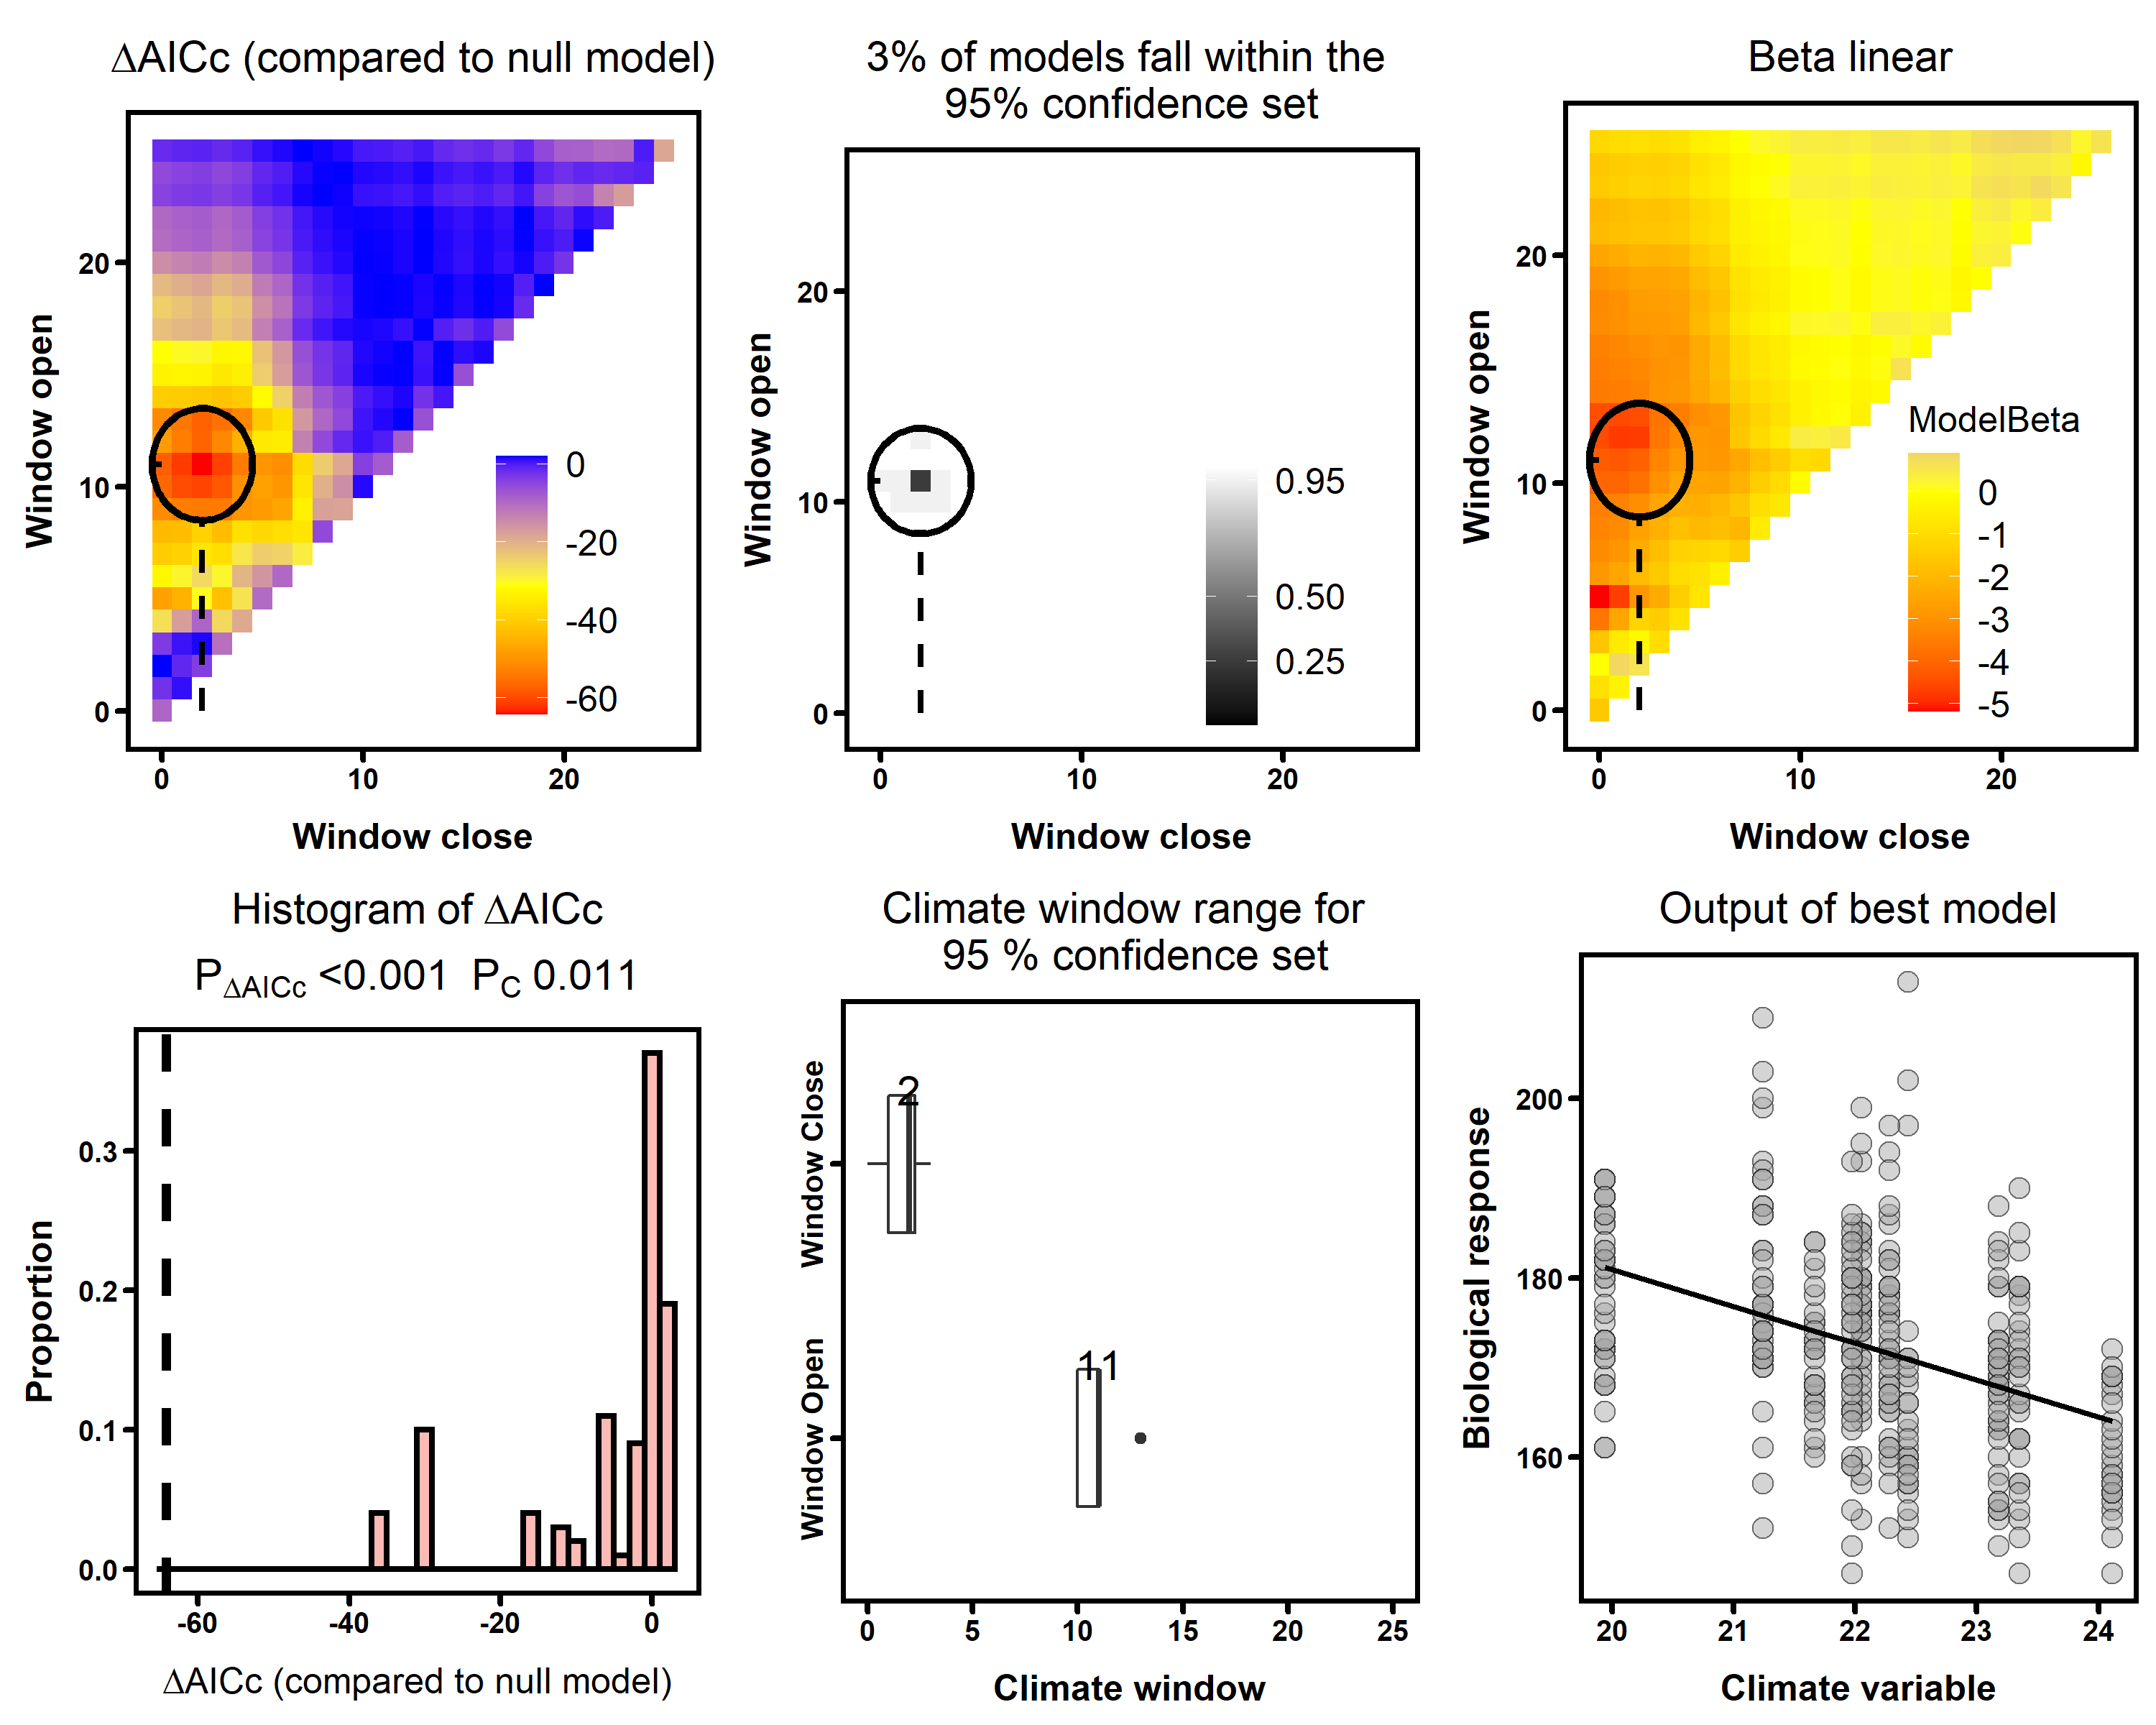 ΔAICc (compared to null model)
Window open
20
10
0
0
-20
-40
-60
0
10
20
Window close
3% of models fall within the
95% confidence set
Window open
20
10
0
0.95
0.50
0.25
0
10
20
Window close
Beta linear
Window open
20
10
0
ModelBeta
0
-1
-2
-3
-4
-5
0
10
20
Window close
Histogram of ΔAICc
PΔAICc <0.001 PC 0.011
Proportion
0.3
0.2
0.1
0.0
-60
-40
-20
0
ΔAICc (compared to null model)
Climate window range for
95 % confidence set
Window Close
2
Window Open
11
0
5
10
15
20
25
Climate window
Output of best model
Biological response
200
180
160
20
21
22
23
24
Climate variable